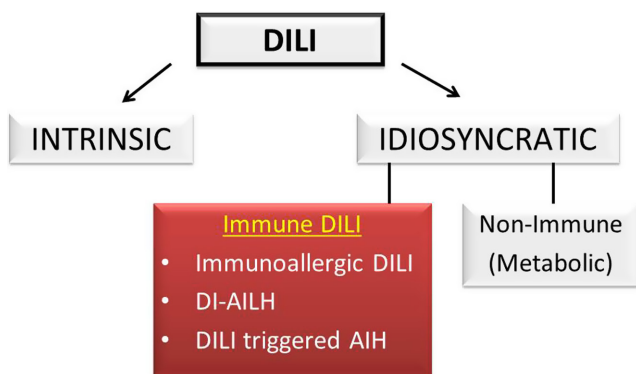 DILI
INTRINSIC
IDIOSYNCRATIC
Immune DILI
• Immunoallergic DILI
• DI-AILH
• DILI triggered AIH
Non-Immune
(Metabolic)